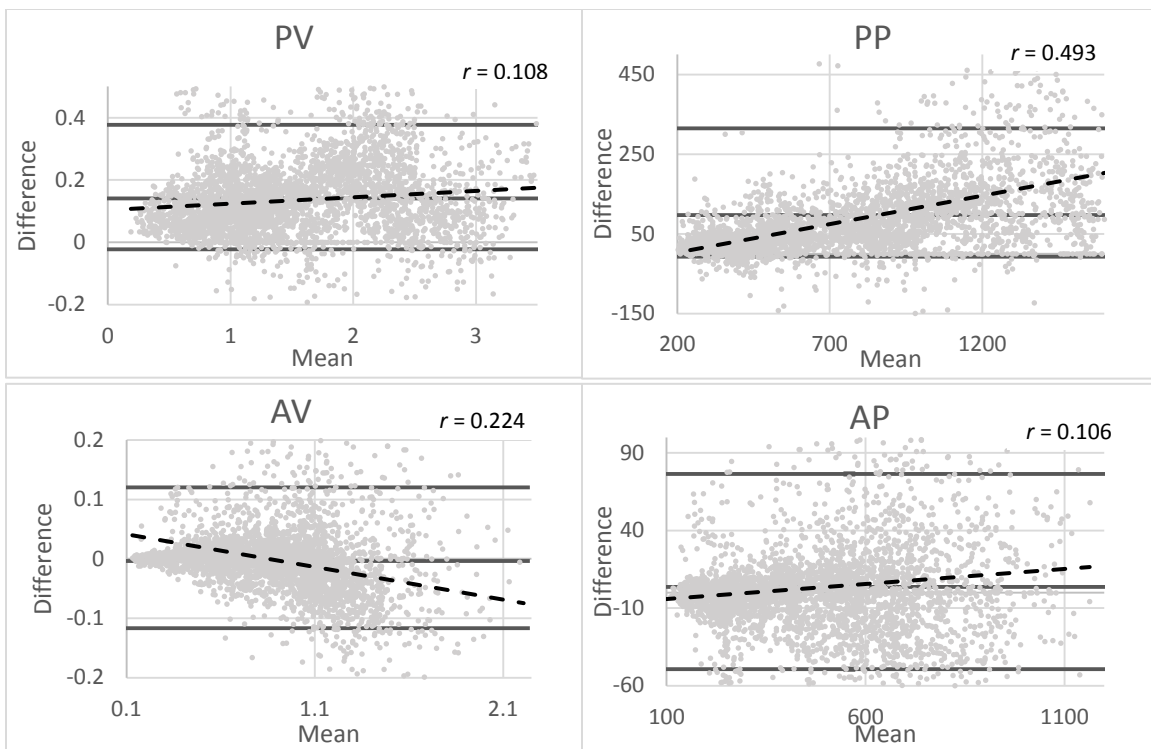 PV
r = 0.108
Difference
0.4
0.2
0
-0.2
0
1
2
3
Mean
PP
r = 0.493
Difference
450
250
50
-150
200
700
1200
Mean
AV
r = 0.224
Difference
0.2
0.1
0
-0.1
-0.2
0.1
1.1
2.1
Mean
AP
r = 0.106
Difference
90
40
-10
-60
100
600
1100
Mean